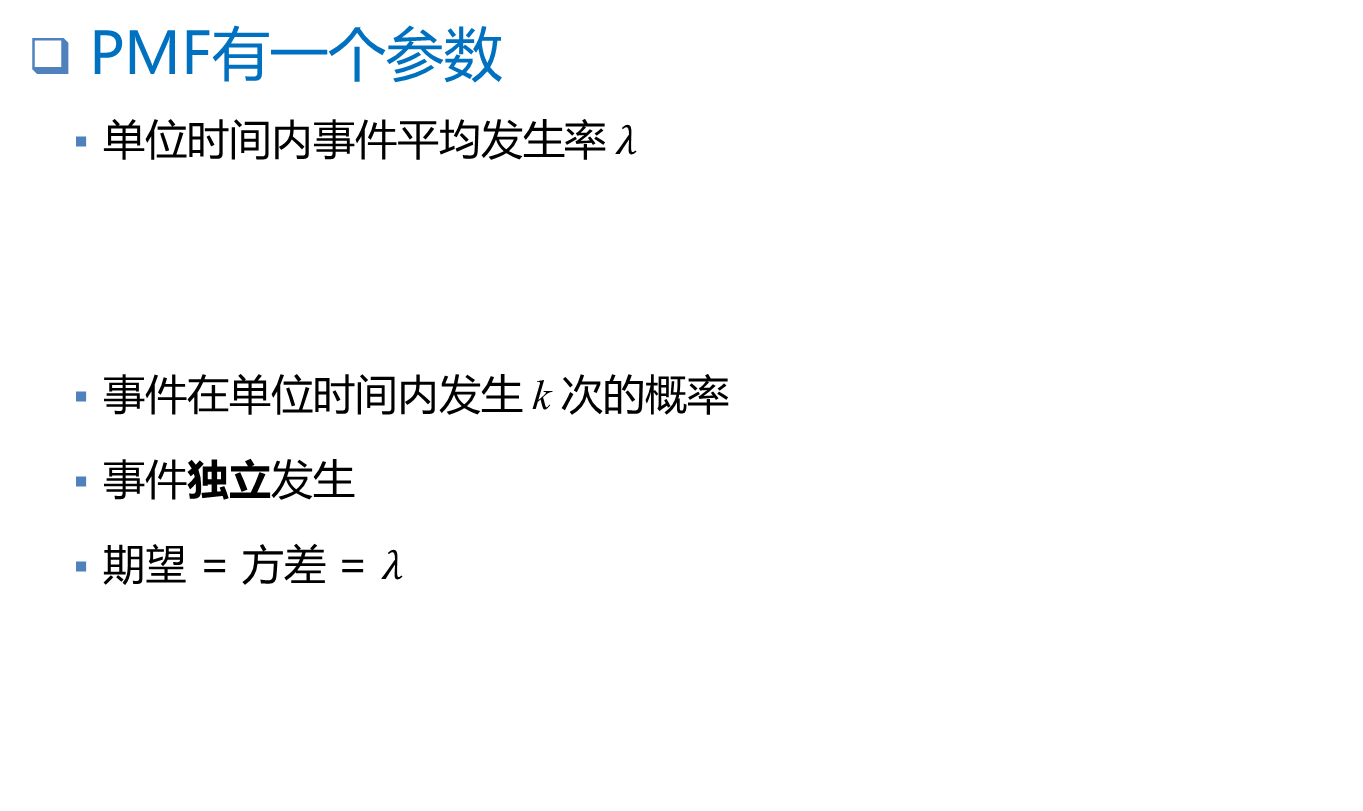 ❑ PMF有一个参数
▪ 单位时间内事件平均发生率 λ
▪ 事件在单位时间内发生 k 次的概率
▪ 事件独立发生
▪ 期望 = 方差 = λ